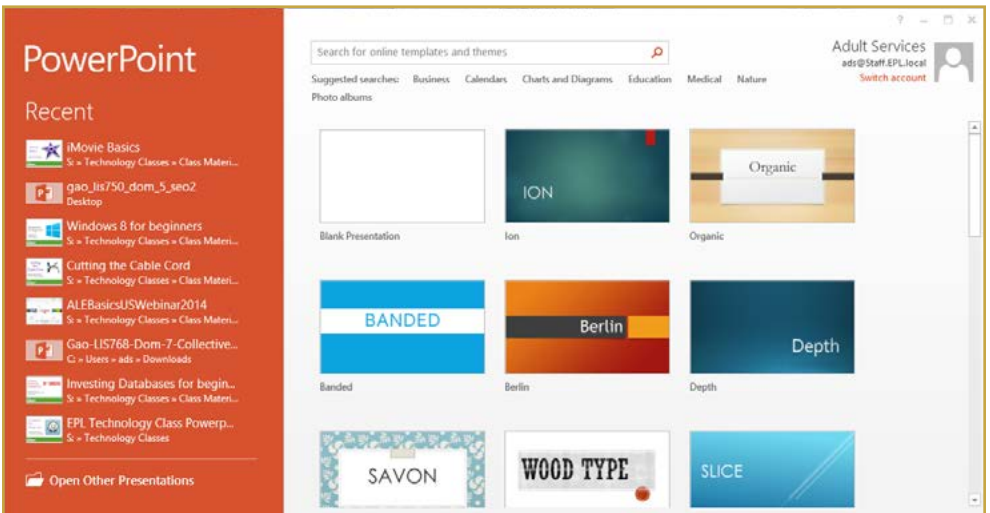 PowerPoint
Recent
iMovie Basics
S: » Technology Classes » Class Materi...
gao_lis750_dom_5_seo2
Desktop
Windows 8 for beginners
S: » Technology Classes » Class Materi...
Cutting the Cable Cord
S: » Technology Classes » Class Materi...
ALEBasicsUSWebinar2014
S: » Technology Classes » Class Materi...
Gao-LIS768-Dom-7-Collective...
C: » Users » ads » Downloads
Investing Databases for begin...
S: » Technology Classes » Class Materi...
EPL Technology Class Powerp...
S: » Technology Classes
Open Other Presentations
?
Search for online templates and themes
Adult Services
ads@Staff.EPL.local
Switch account
Suggested searches: Business Calendars Charts and Diagrams Education Medical Nature
Photo albums
ION
Organic
Blank Presentation Ion Organic
BANDED
Berlin
Depth
Banded Berlin Depth
SAVON
WOOD TYPE
SLICE